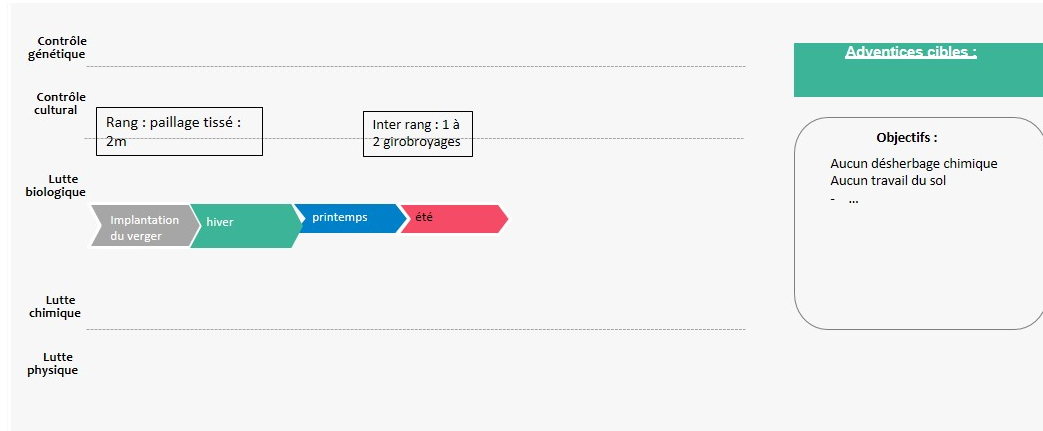 Contrôle
génétique
Contrôle
cultural
Rang : paillage tissé :
2m
Inter rang : 1 à
2 girobroyages
Lutte
biologique
Implantation
du verger
hiver
printemps
été
Lutte
chimique
Lutte
physique
Adventices cibles :
Objectifs :
Aucun désherbage chimique
Aucun travail du sol
- ...